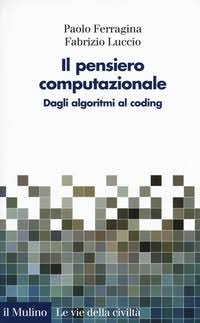 Paolo Ferragina
Fabrizio Luccio
Il pensiero
computazionale
Dagli algoritmi al coding
il Mulino
Le vie della civiltà